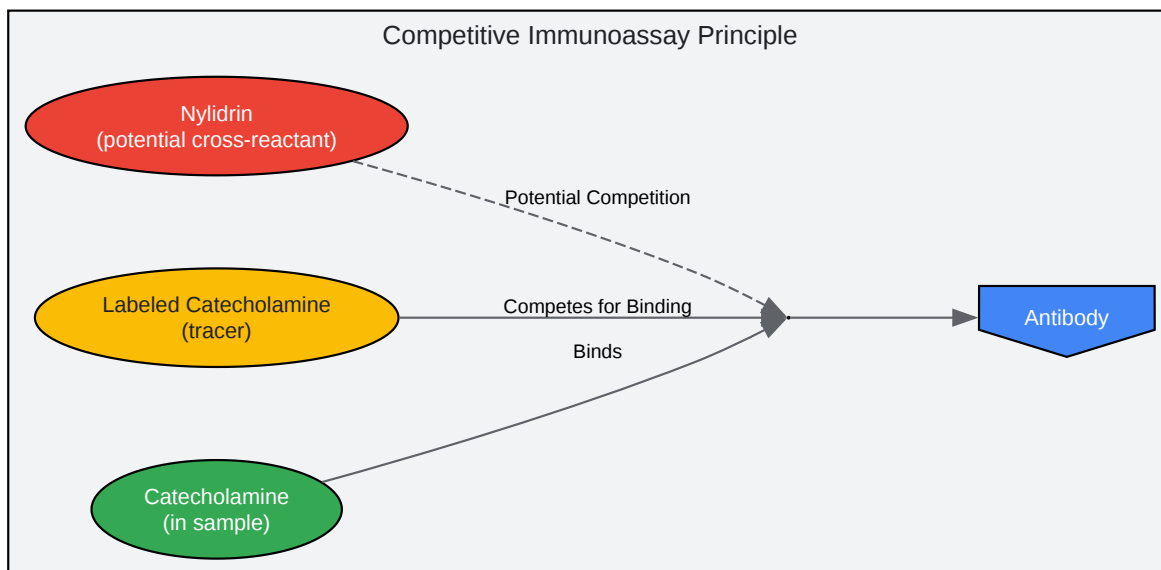 Competitive Immunoassay Principle
Nylidrin
(potential cross-reactant)
Potential Competition
Labeled Catecholamine
(tracer)
Competes for Binding
Antibody
Binds
Catecholamine
(in sample)